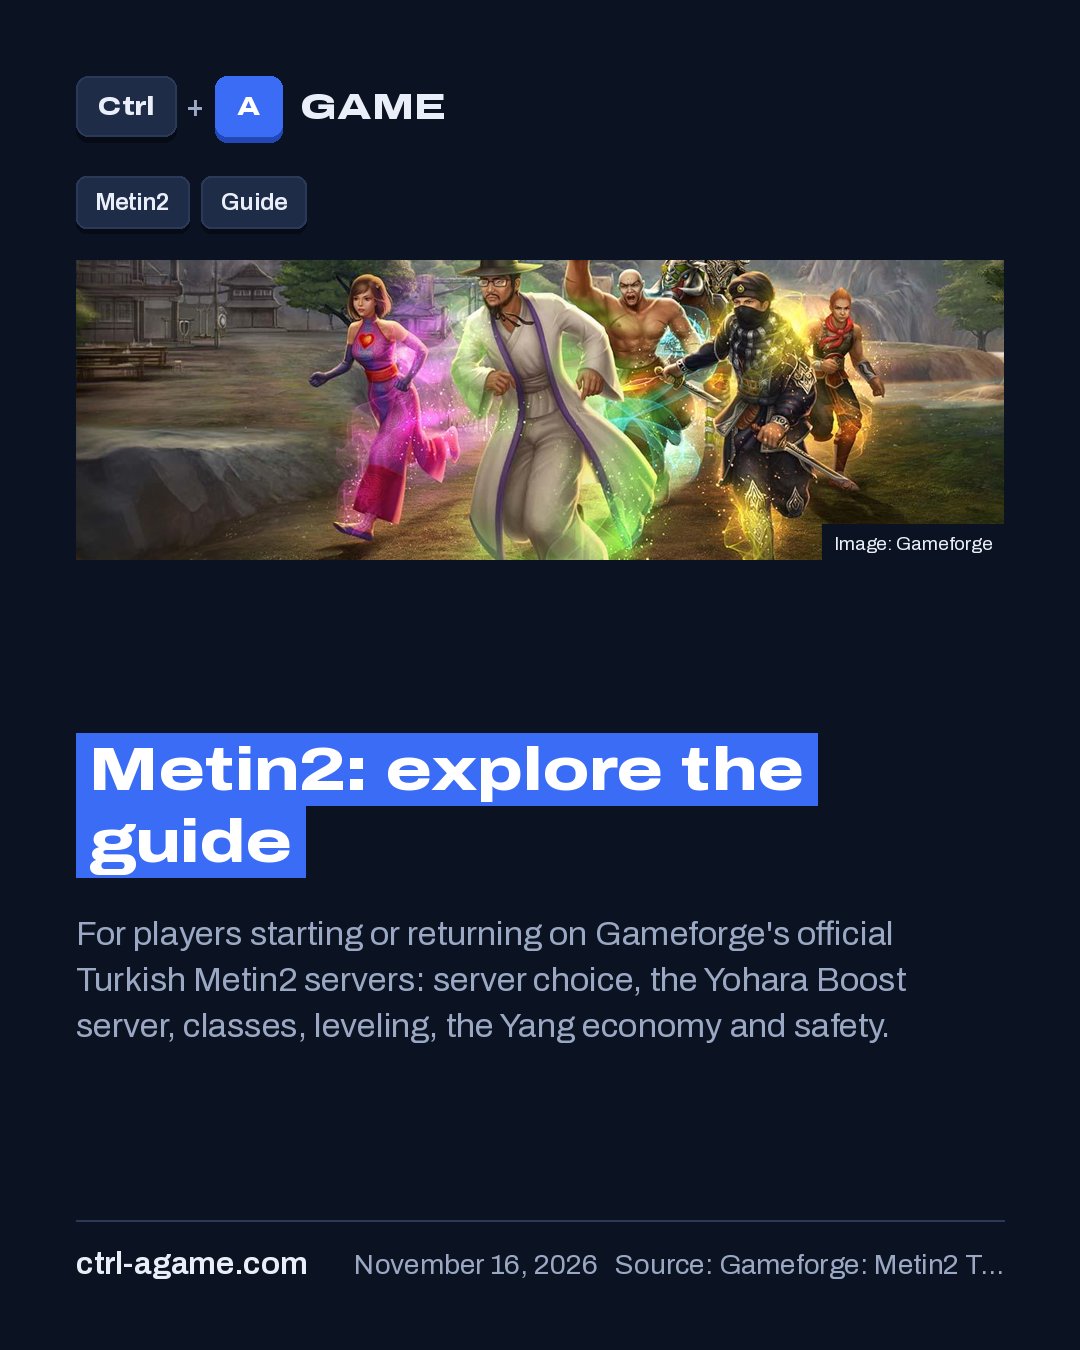 Ctrl + A GAME
Metin2 Guide
Image: Gameforge
Metin2: explore the
guide
For players starting or returning on Gameforge's official
Turkish Metin2 servers: server choice, the Yohara Boost
server, classes, leveling, the Yang economy and safety.
ctrl-agame.com November 16, 2026 Source: Gameforge: Metin2 T...